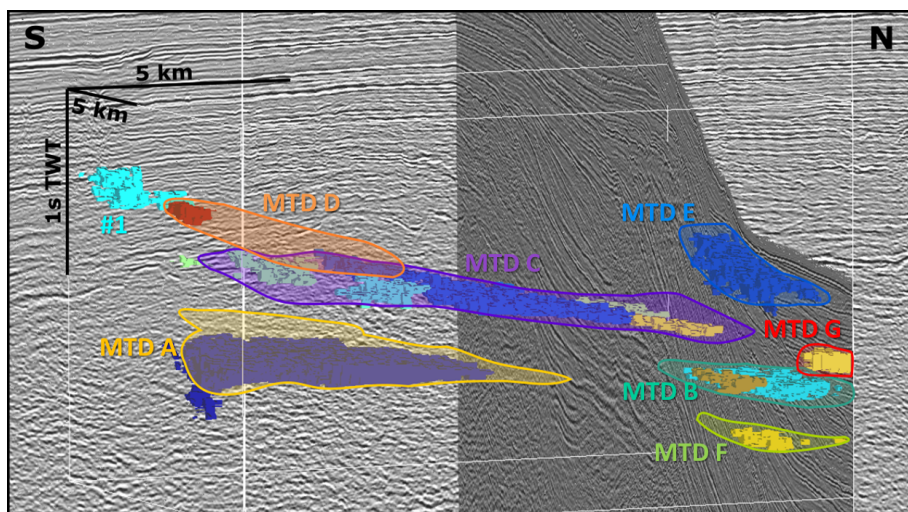 S
N
5 km
5 km
1s TWT
#1
MTD D
MTD E
MTD C
MTD G
MTD A
MTD B
MTD F